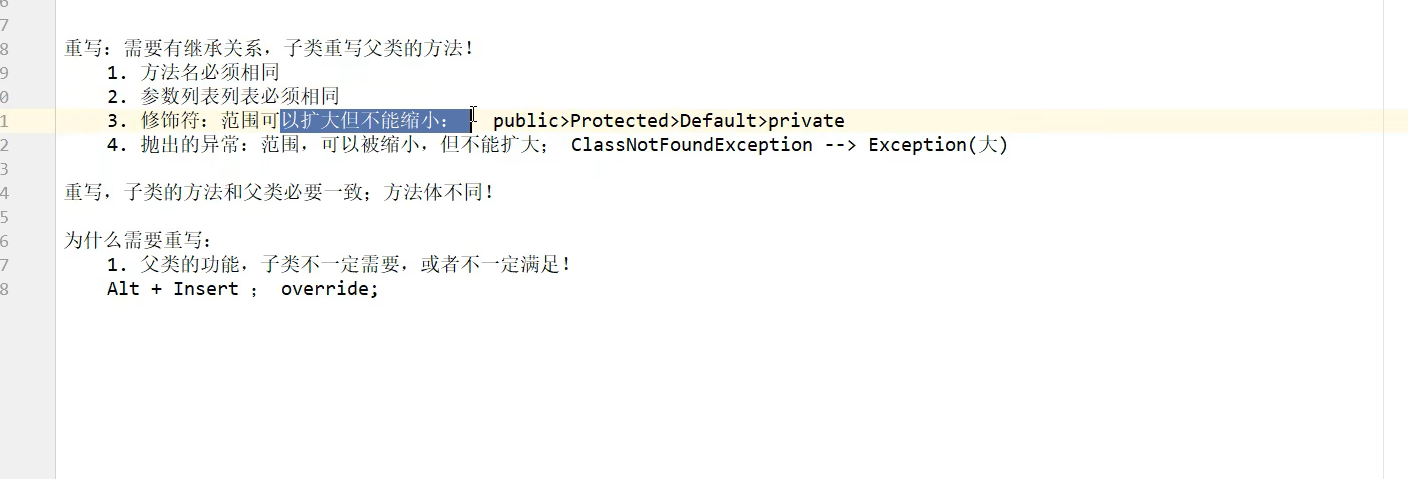 6
7
8 重写：需要有继承关系，子类重写父类的方法！
9 1. 方法名必须相同
0 2. 参数列表列表必须相同
1 3. 修饰符：范围可以扩大但不能缩小： public>Protected>Default>private
2 4. 抛出的异常：范围，可以被缩小，但不能扩大； ClassNotFoundException --> Exception(大)
3
4 重写，子类的方法和父类必要一致；方法体不同！
5
6 为什么需要重写：
7 1. 父类的功能，子类不一定需要，或者不一定满足！
8 Alt + Insert ； override;